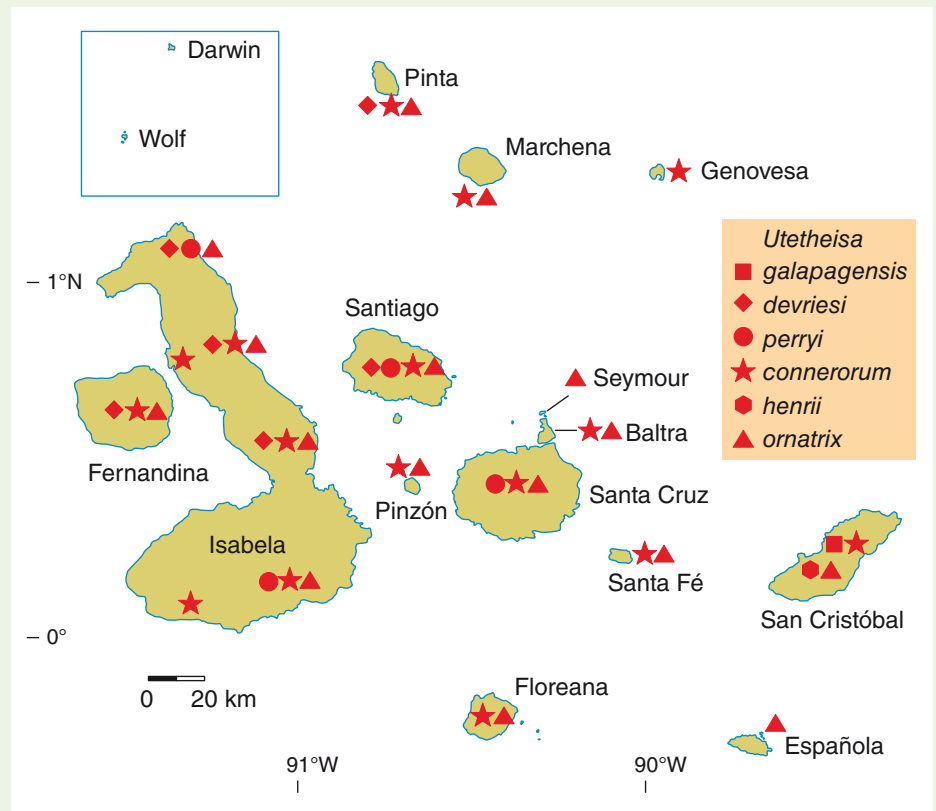 Darwin
Wolf
Pinta
Marchena
Genovesa
Utetheisa
galapagensis
devriesi
perryi
connerorum
henrii
ornatrix
1°N
Santiago
Seymour
Baltra
Fernandina
Pinzón
Santa Cruz
Isabela
Santa Fé
San Cristóbal
0°
0 20 km
Floreana
Española
91°W
90°W